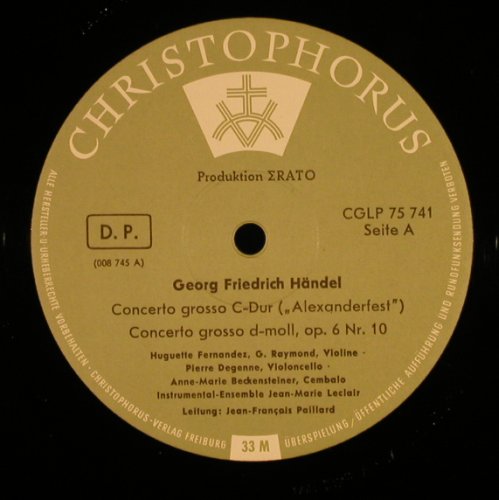 CHRISTOPHORUS
Produktion ΣRATO
D. P.
(008 745 A)
CGLP 75 741
Seite A
Georg Friedrich Händel
Concerto grosso C-Dur („Alexanderfest")
Concerto grosso d-moll, op. 6 Nr. 10
Huguette Fernandez, G. Raymond, Violine ·
Pierre Degenne, Violoncello ·
Anne-Marie Beckensteiner, Cembalo
Instrumental-Ensemble Jean-Marie Leclair
Leitung: Jean-François Paillard
33 M
ALLE HERSTELLER U. URHEBERRECHTE VORBEHALTEN · CHRISTOPHORUS-VERLAG FREIBURG
ÜBERSPIELUNG / ÖFFENTLICHE AUFFÜHRUNG UND RUNDFUNKSENDUNG VERBOTEN